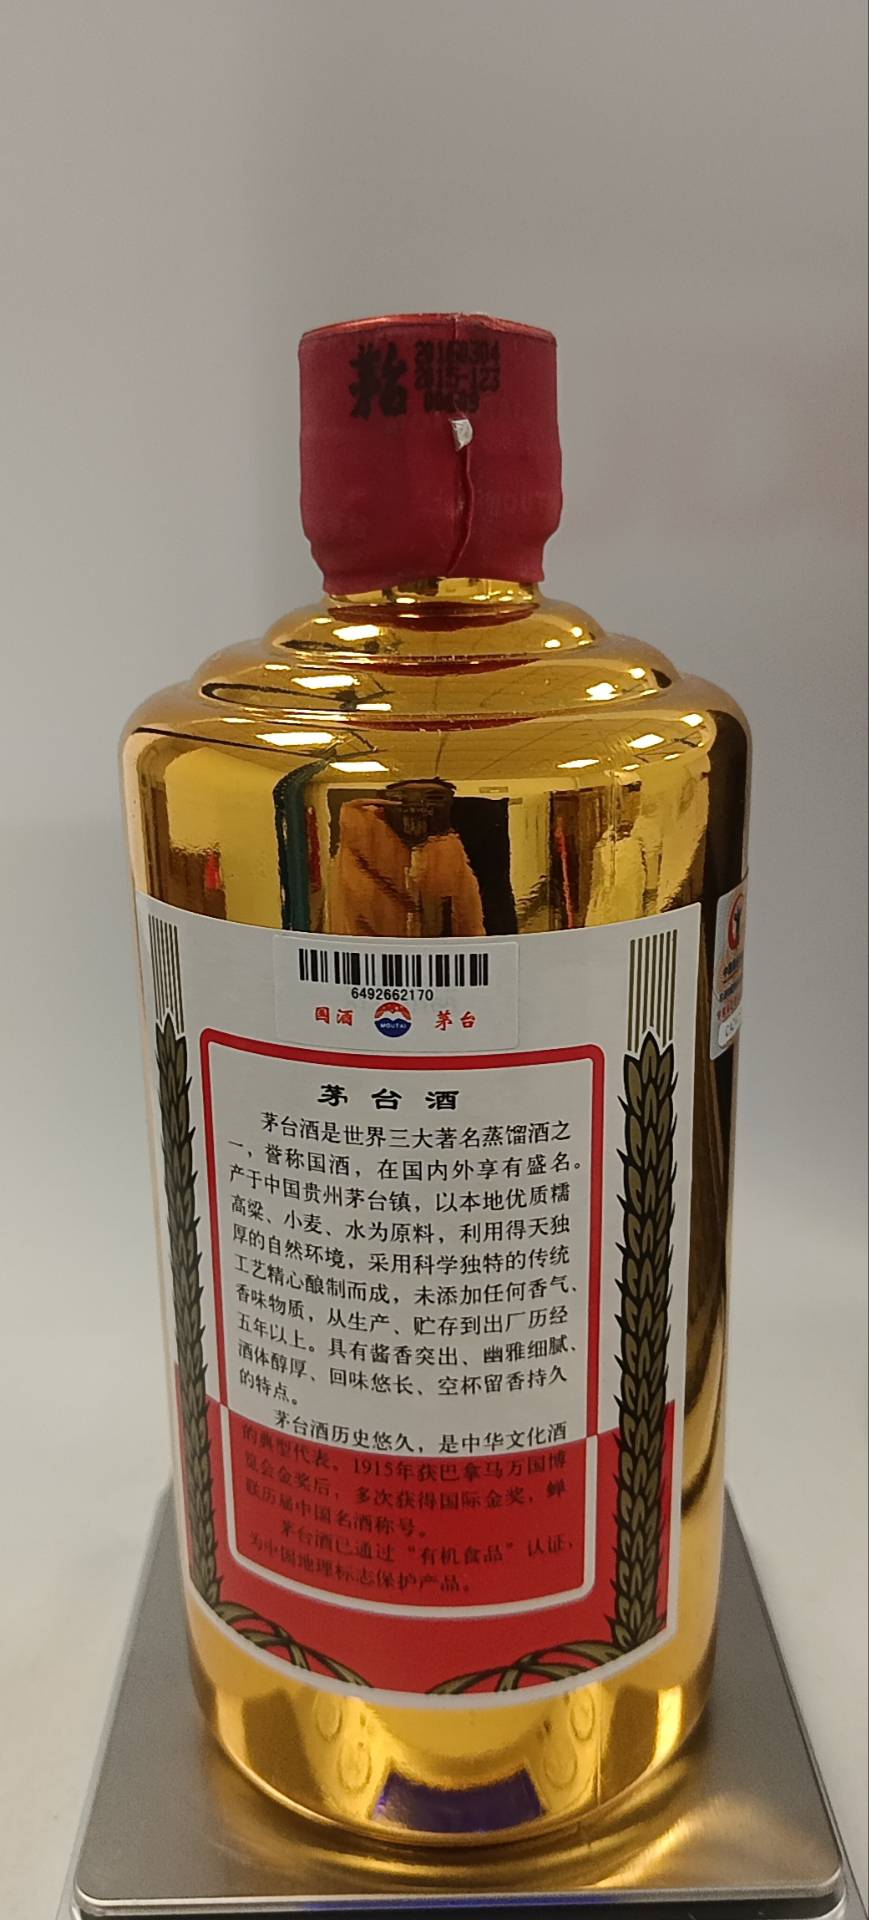 茅台
20160304
2015-123
6492662170
国酒 MOUTAI 茅台
茅台酒
茅台酒是世界三大著名蒸馏酒之
一，誉称国酒，在国内外享有盛名。
产于中国贵州茅台镇，以本地优质糯
高粱、小麦、水为原料，利用得天独
厚的自然环境，采用科学独特的传统
工艺精心酿制而成，未添加任何香气、
香味物质，从生产、贮存到出厂历经
五年以上。具有酱香突出、幽雅细腻、
酒体醇厚、回味悠长、空杯留香持久
的特点。
茅台酒历史悠久，是中华文化酒
的典型代表。1915年获巴拿马万国博
览会金奖后，多次获得国际金奖，蝉
联历届中国名酒称号。
茅台酒已通过“有机食品”认证，
为中国地理标志保护产品。